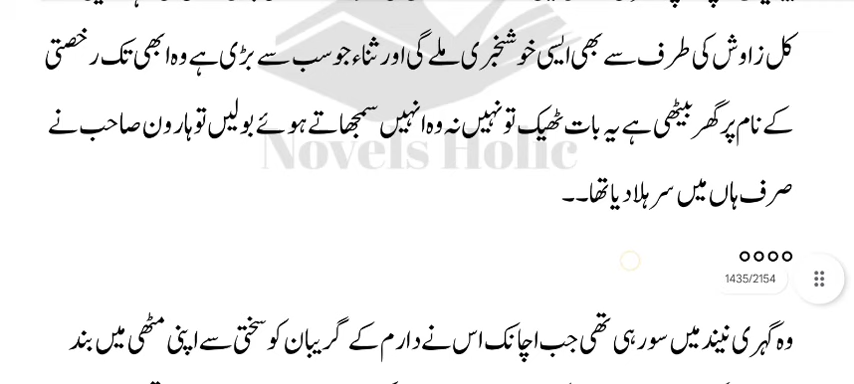 کل زاوش کی طرف سے بھی ایسی خوشخبری ملے گی اور ثناء جو سب سے بڑی ہے وہ ابھی تک رخصتی
کے نام پر گھر بیٹھی ہے یہ بات ٹھیک تو نہیں نہ وہ انہیں سمجھاتے ہوئے بولیں تو ہارون صاحب نے
Novels Holic
صرف ہاں میں سر ہلا دیا تھا۔۔
oooo
1435/2154
وہ گہری نیند میں سو رہی تھی جب اچانک اس نے دارم کے گریبان کو سختی سے اپنی مٹھی میں بند